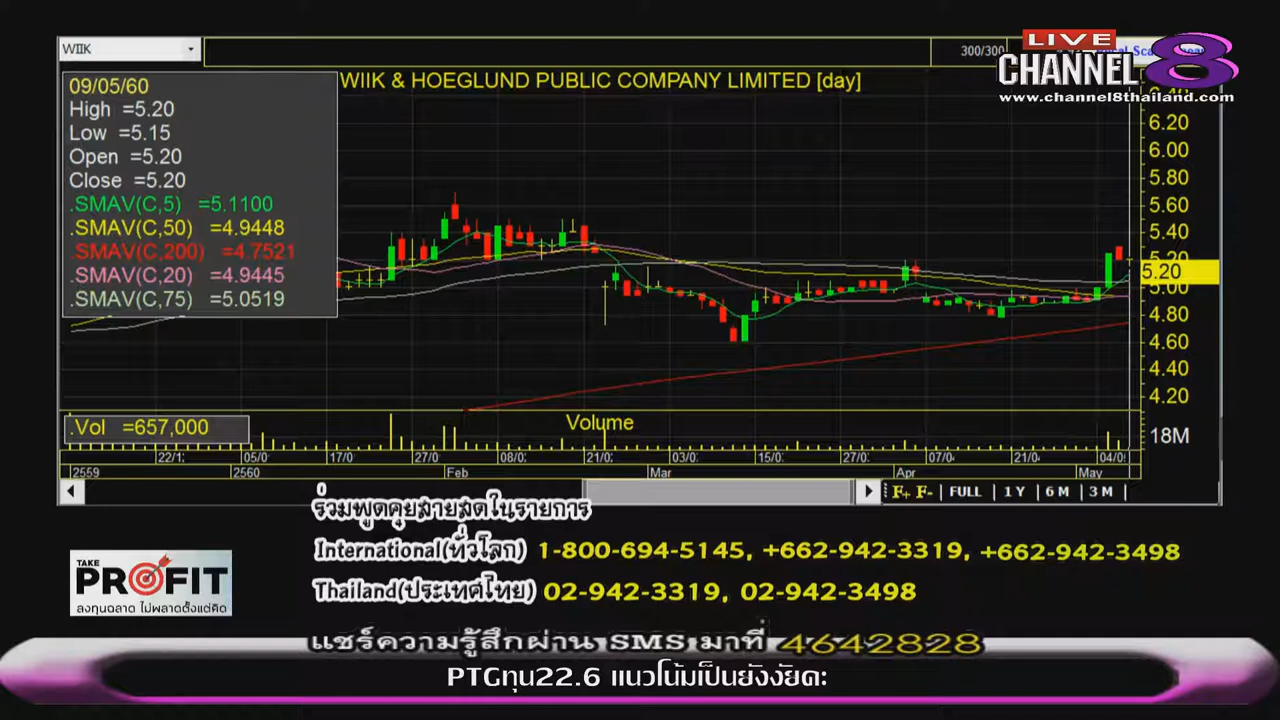 WIIK
300/300
LIVE
CHANNEL 8
www.channel8thailand.com
WIIK & HOEGLUND PUBLIC COMPANY LIMITED [day]
09/05/60
High =5.20
Low =5.15
Open =5.20
Close =5.20
.SMAV(C,5) =5.1100
.SMAV(C,50) =4.9448
.SMAV(C,200) =4.7521
.SMAV(C,20) =4.9445
.SMAV(C,75) =5.0519
6.40
6.20
6.00
5.80
5.60
5.40
5.20
5.20
5.00
4.80
4.60
4.40
4.20
.Vol =657,000
Volume
18M
22/1: 05/0 17/0 27/0 08/0: 21/0: 03/0: 15/0: 27/0: 07/0 21/0 04/0
2559 2560 Feb Mar Apr May
F+ F- FULL 1 Y 6 M 3 M
0
ร่วมพูดคุยสายสดในรายการ
International(ทั่วโลก) 1-800-694-5145, +662-942-3319, +662-942-3498
Thailand(ประเทศไทย) 02-942-3319, 02-942-3498
TAKE
PROFIT
ลงทุนฉลาด ไม่พลาดตั้งแต่คิด
แชร์ความรู้สึกผ่าน SMS มาที่ 4642828
PTGทุน22.6 แนวโน้มเป็นยังงัยคะ